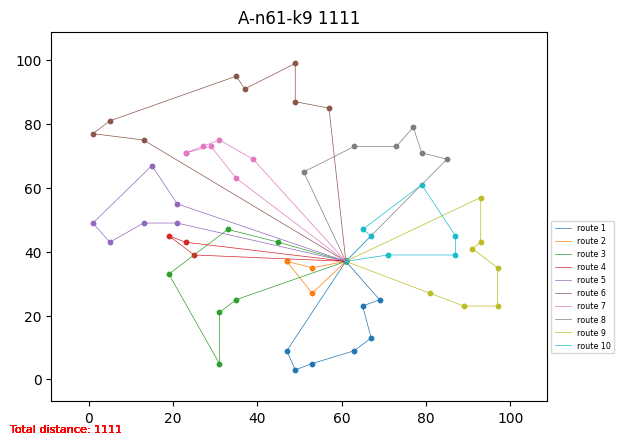 A-n61-k9 1111
100
80
60
40
20
0
0 20 40 60 80 100
route 1
route 2
route 3
route 4
route 5
route 6
route 7
route 8
route 9
route 10
Total distance: 1111